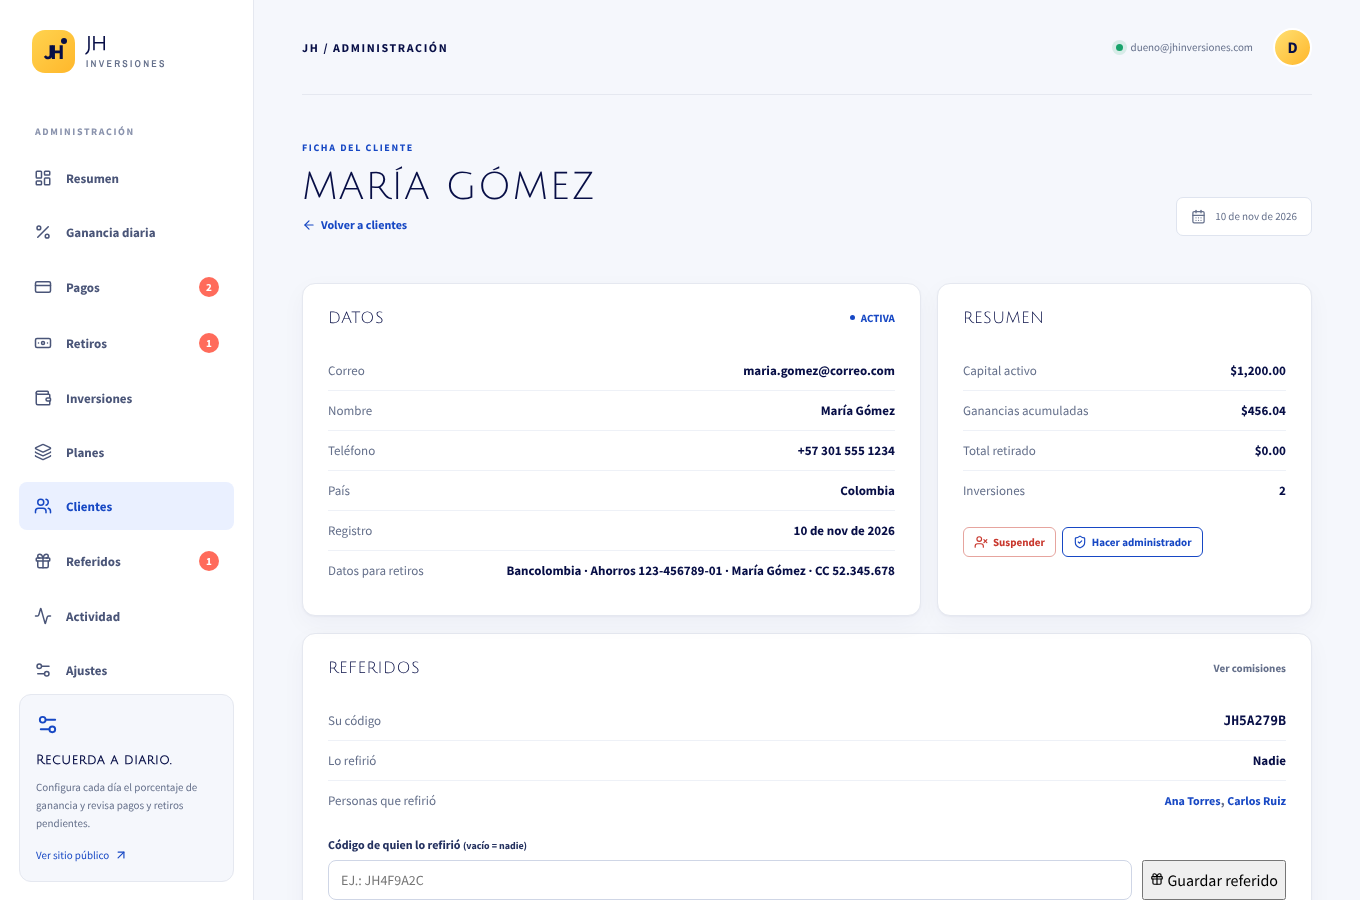 JH
INVERSIONES
ADMINISTRACIÓN
Resumen
Ganancia diaria
Pagos 2
Retiros 1
Inversiones
Planes
Clientes
Referidos 1
Actividad
Ajustes
RECUERDA A DIARIO.
Configura cada día el porcentaje de
ganancia y revisa pagos y retiros
pendientes.
Ver sitio público
JH / ADMINISTRACIÓN
dueno@jhinversiones.com D
FICHA DEL CLIENTE
MARÍA GÓMEZ
Volver a clientes
10 de nov de 2026
DATOS ACTIVA
Correo maria.gomez@correo.com
Nombre María Gómez
Teléfono +57 301 555 1234
País Colombia
Registro 10 de nov de 2026
Datos para retiros Bancolombia · Ahorros 123-456789-01 · María Gómez · CC 52.345.678
RESUMEN
Capital activo $1,200.00
Ganancias acumuladas $456.04
Total retirado $0.00
Inversiones 2
Suspender Hacer administrador
REFERIDOS Ver comisiones
Su código JH5A279B
Lo refirió Nadie
Personas que refirió Ana Torres, Carlos Ruiz
Código de quien lo refirió (vacío = nadie)
EJ.: JH4F9A2C Guardar referido